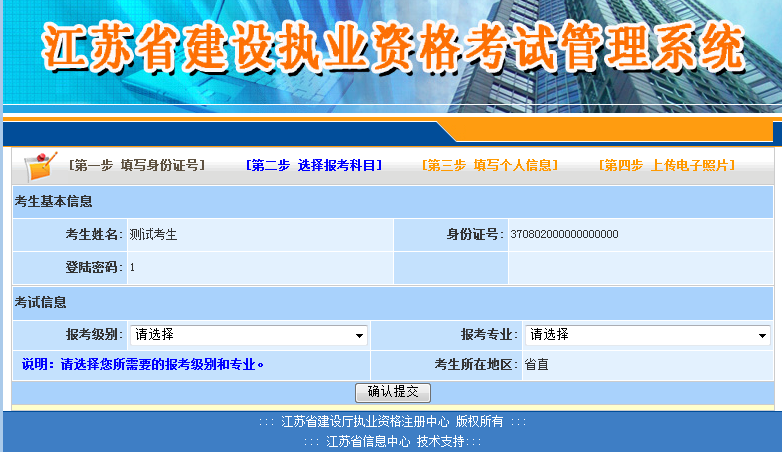 江苏省建设执业资格考试管理系统
[第一步 填写身份证号] [第二步 选择报考科目] [第三步 填写个人信息] [第四步 上传电子照片]
考生基本信息
考生姓名: 测试考生 身份证号: 370802000000000000
登陆密码: 1
考试信息
报考级别: 请选择 报考专业: 请选择
说明：请选择您所需要的报考级别和专业。 考生所在地区: 省直
确认提交
::: 江苏省建设厅执业资格注册中心 版权所有 :::
::: 江苏省信息中心 技术支持:::